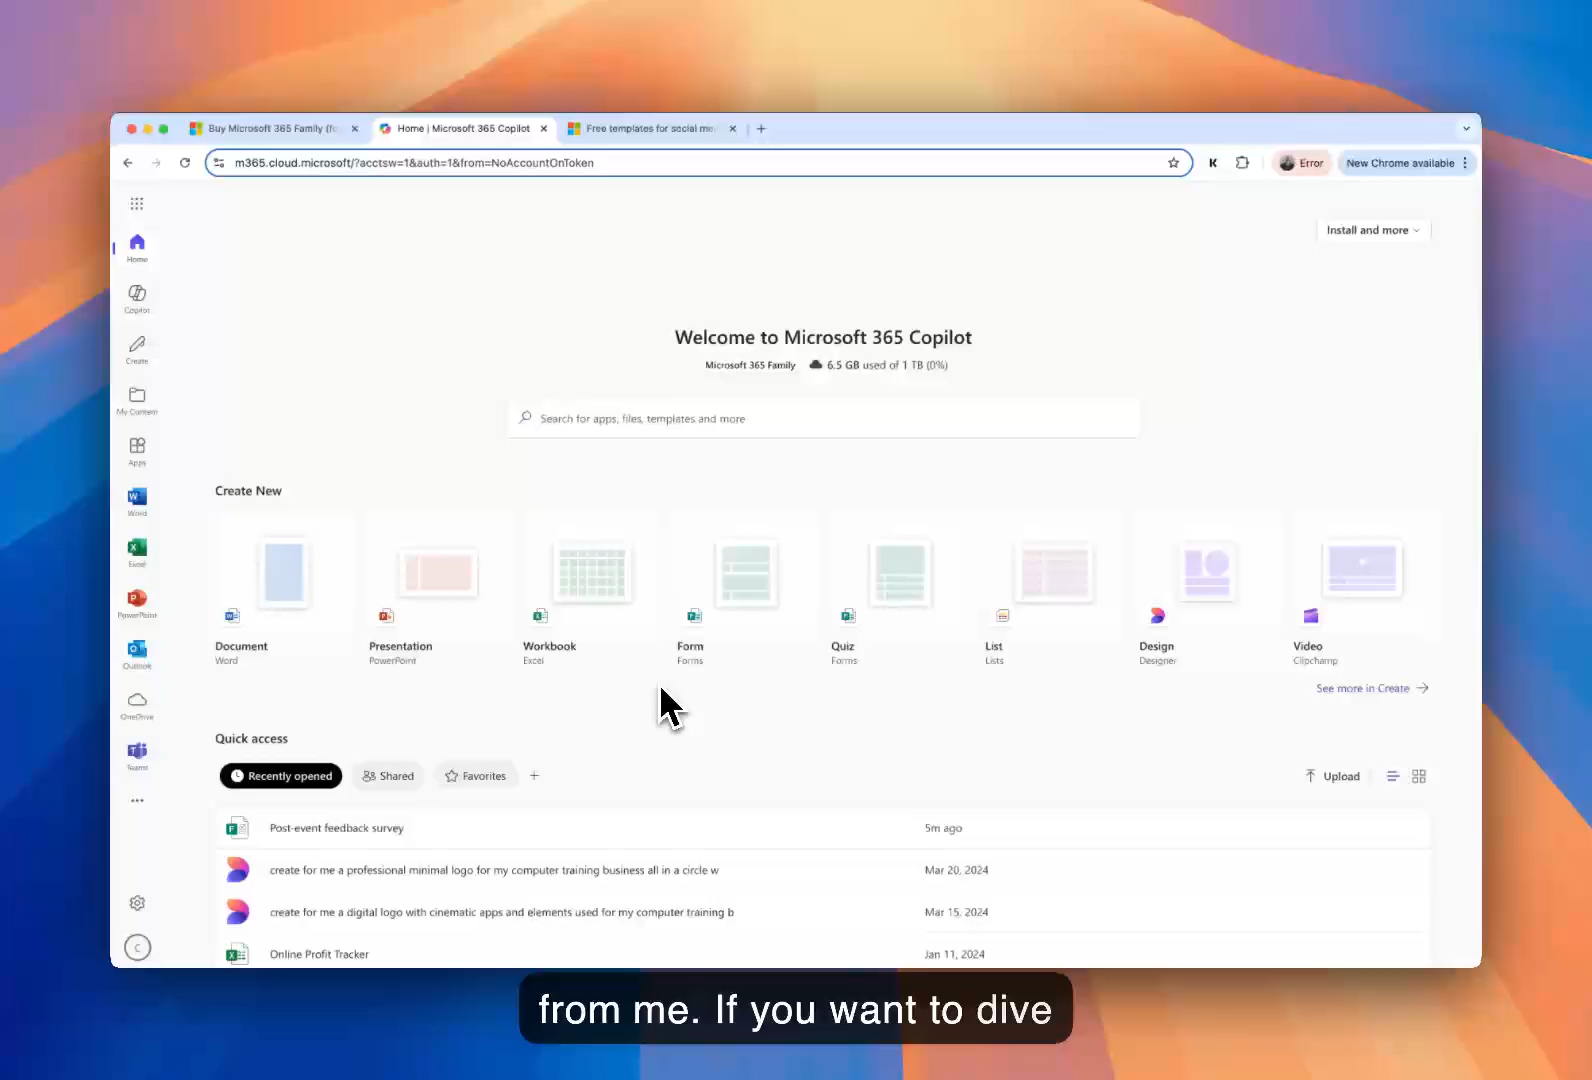 Buy Microsoft 365 Family (fo
Home | Microsoft 365 Copilot
Free templates for social me
m365.cloud.microsoft/?acctsw=1&auth=1&from=NoAccountOnToken
K
Error
New Chrome available
Home
Copilot
Create
My Content
Apps
Word
Excel
PowerPoint
Outlook
OneDrive
Teams
C
Install and more
Welcome to Microsoft 365 Copilot
Microsoft 365 Family 6.5 GB used of 1 TB (0%)
Search for apps, files, templates and more
Create New
Document
Word
Presentation
PowerPoint
Workbook
Excel
Form
Forms
Quiz
Forms
List
Lists
Design
Designer
Video
Clipchamp
See more in Create
Quick access
Recently opened
Shared
Favorites
Upload
Post-event feedback survey 5m ago
create for me a professional minimal logo for my computer training business all in a circle w Mar 20, 2024
create for me a digital logo with cinematic apps and elements used for my computer training b Mar 15, 2024
Online Profit Tracker Jan 11, 2024
from me. If you want to dive